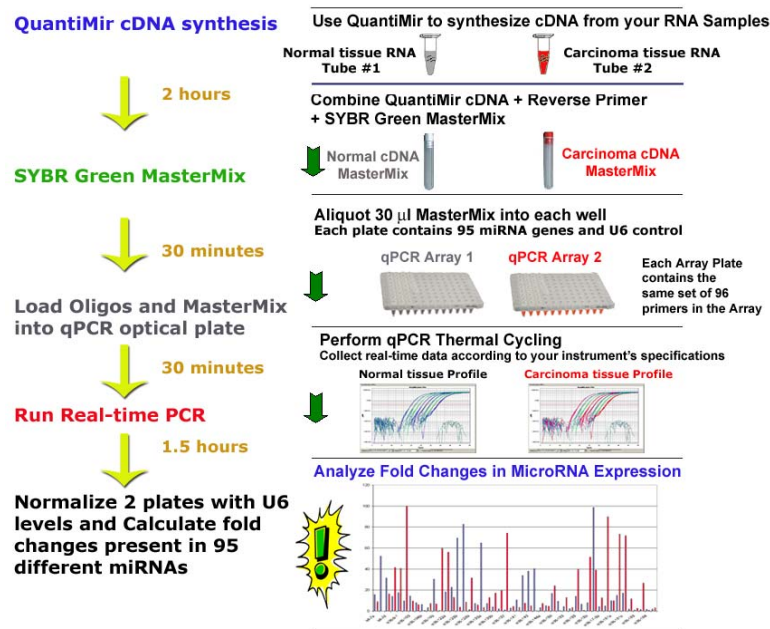 QuantiMir cDNA synthesis
2 hours
SYBR Green MasterMix
30 minutes
Load Oligos and MasterMix
into qPCR optical plate
30 minutes
Run Real-time PCR
1.5 hours
Normalize 2 plates with U6
levels and Calculate fold
changes present in 95
different miRNAs
Use QuantiMir to synthesize cDNA from your RNA Samples
Normal tissue RNA
Tube #1
Carcinoma tissue RNA
Tube #2
Combine QuantiMir cDNA + Reverse Primer
+ SYBR Green MasterMix
Normal cDNA
MasterMix
Carcinoma cDNA
MasterMix
Aliquot 30 µl MasterMix into each well
Each plate contains 95 miRNA genes and U6 control
qPCR Array 1
qPCR Array 2
Each Array Plate
contains the
same set of 96
primers in the Array
Perform qPCR Thermal Cycling
Collect real-time data according to your instrument's specifications
Normal tissue Profile
Carcinoma tissue Profile
Analyze Fold Changes in MicroRNA Expression
120
100
80
60
40
20
0